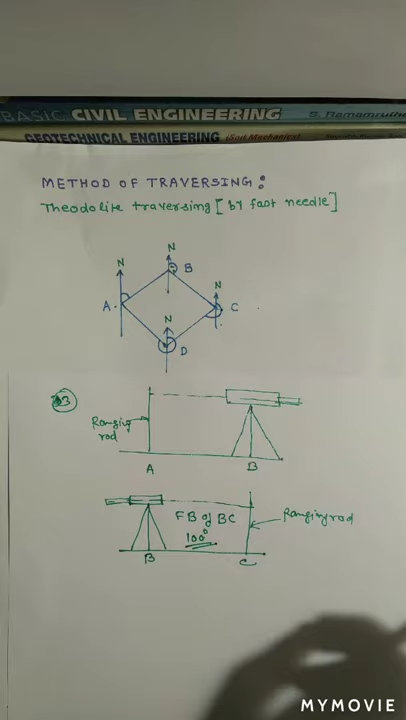 BASIC CIVIL ENGINEERING
GEOTECHNICAL ENGINEERING (Soil Mechanics)
METHOD OF TRAVERSING:
Theodolite traversing [by fast needle]
N
N B
N
A. C
N
D
3
Ranging rod
A B
FB of BC
100°
Ranging rod
B C
MYMOVIE